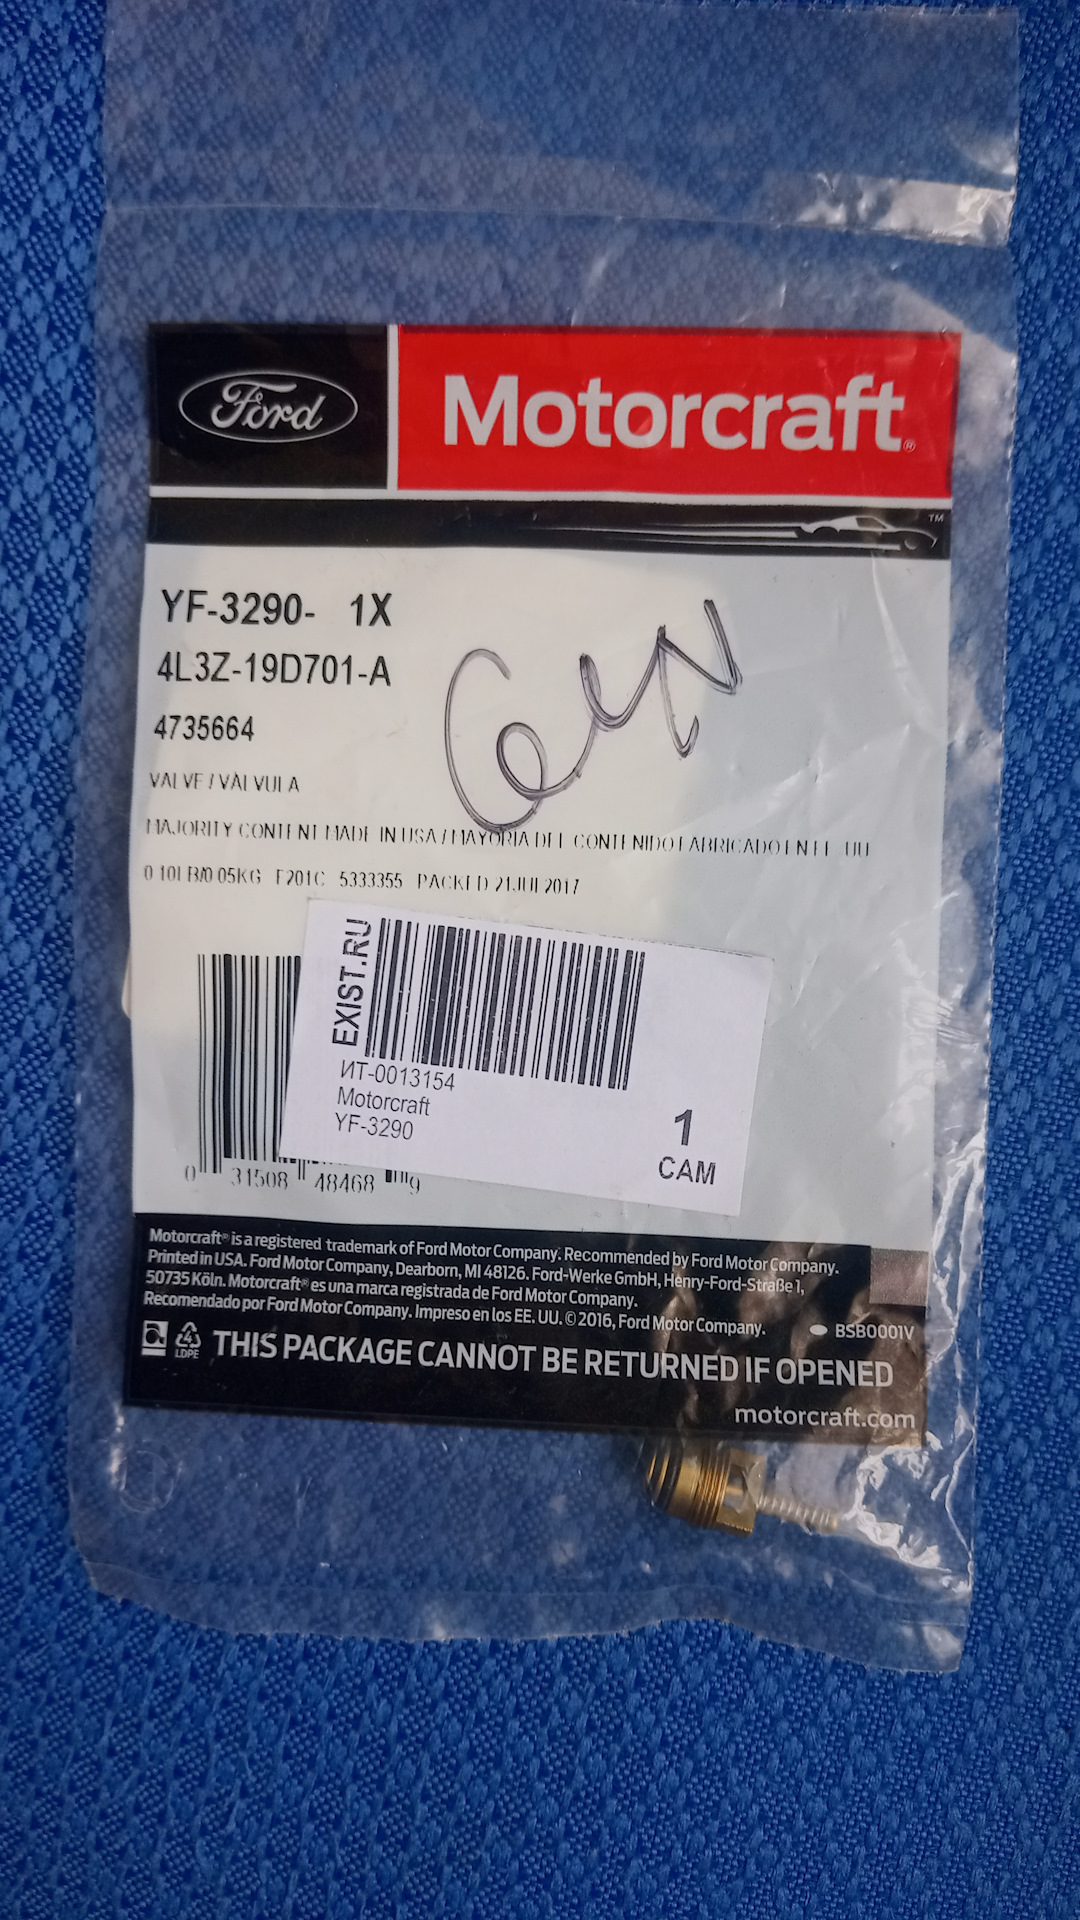 Ford
Motorcraft®
TM
YF-3290- 1X
4L3Z-19D701-A
4735664
VALVE / VALVULA
MAJORITY CONTENT MADE IN USA / MAYORIA DEL CONTENIDO FABRICADO EN EE. UU
0.10LB/0.05KG F201C 5333355 PACKED 21JUL2017
EXIST.RU
ИТ-0013154
Motorcraft
YF-3290
1
САМ
0 31508 48468 9
Motorcraft® is a registered trademark of Ford Motor Company. Recommended by Ford Motor Company.
Printed in USA. Ford Motor Company, Dearborn, MI 48126. Ford-Werke GmbH, Henry-Ford-Straße 1,
50735 Köln. Motorcraft® es una marca registrada de Ford Motor Company.
Recomendado por Ford Motor Company. Impreso en los EE. UU. © 2016, Ford Motor Company.
BSB0001V
4
LDPE
THIS PACKAGE CANNOT BE RETURNED IF OPENED
motorcraft.com